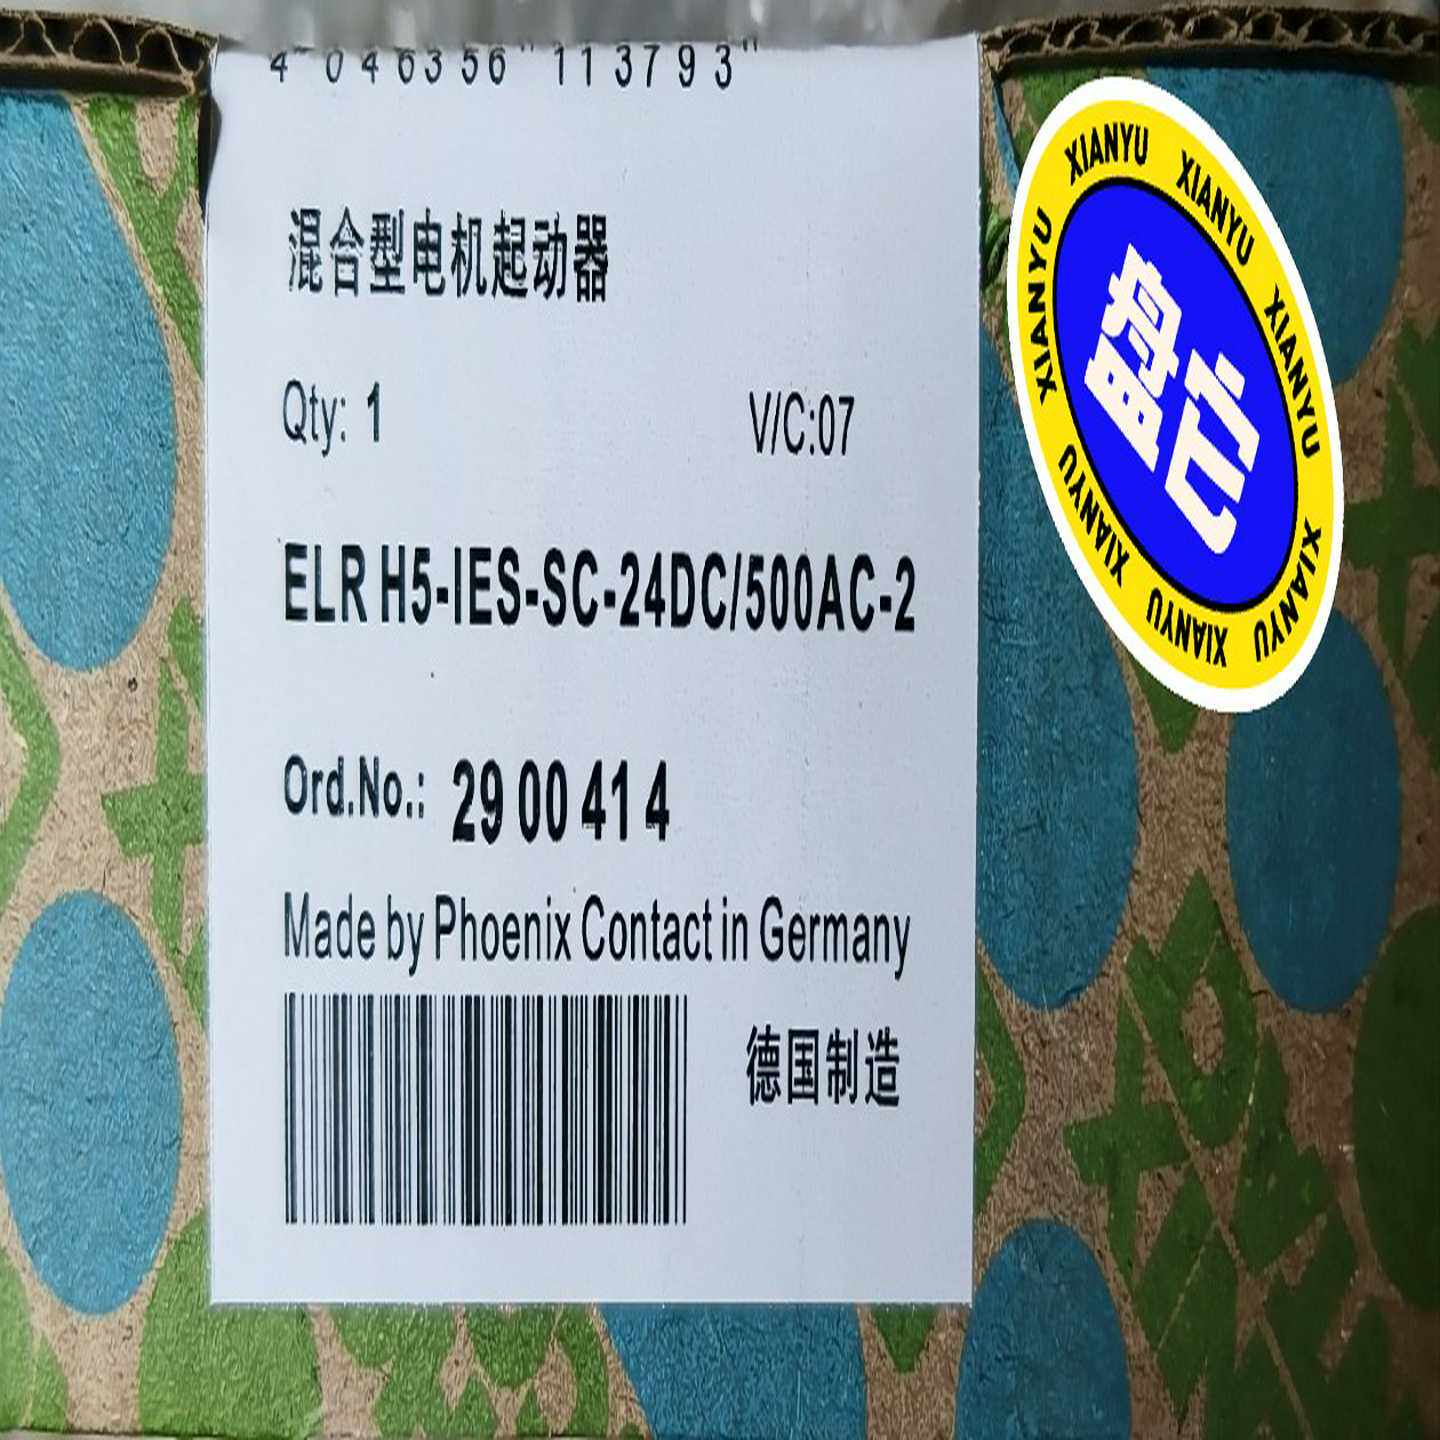 4 046356 113793
混合型电机起动器
Qty: 1
V/C:07
ELR H5-IES-SC-24DC/500AC-2
Ord.No.: 29 00 41 4
Made by Phoenix Contact in Germany
德国制造
XIANYU XIANYU XIANYU XIANYU XIANYU XIANYU XIANYU XIANYU